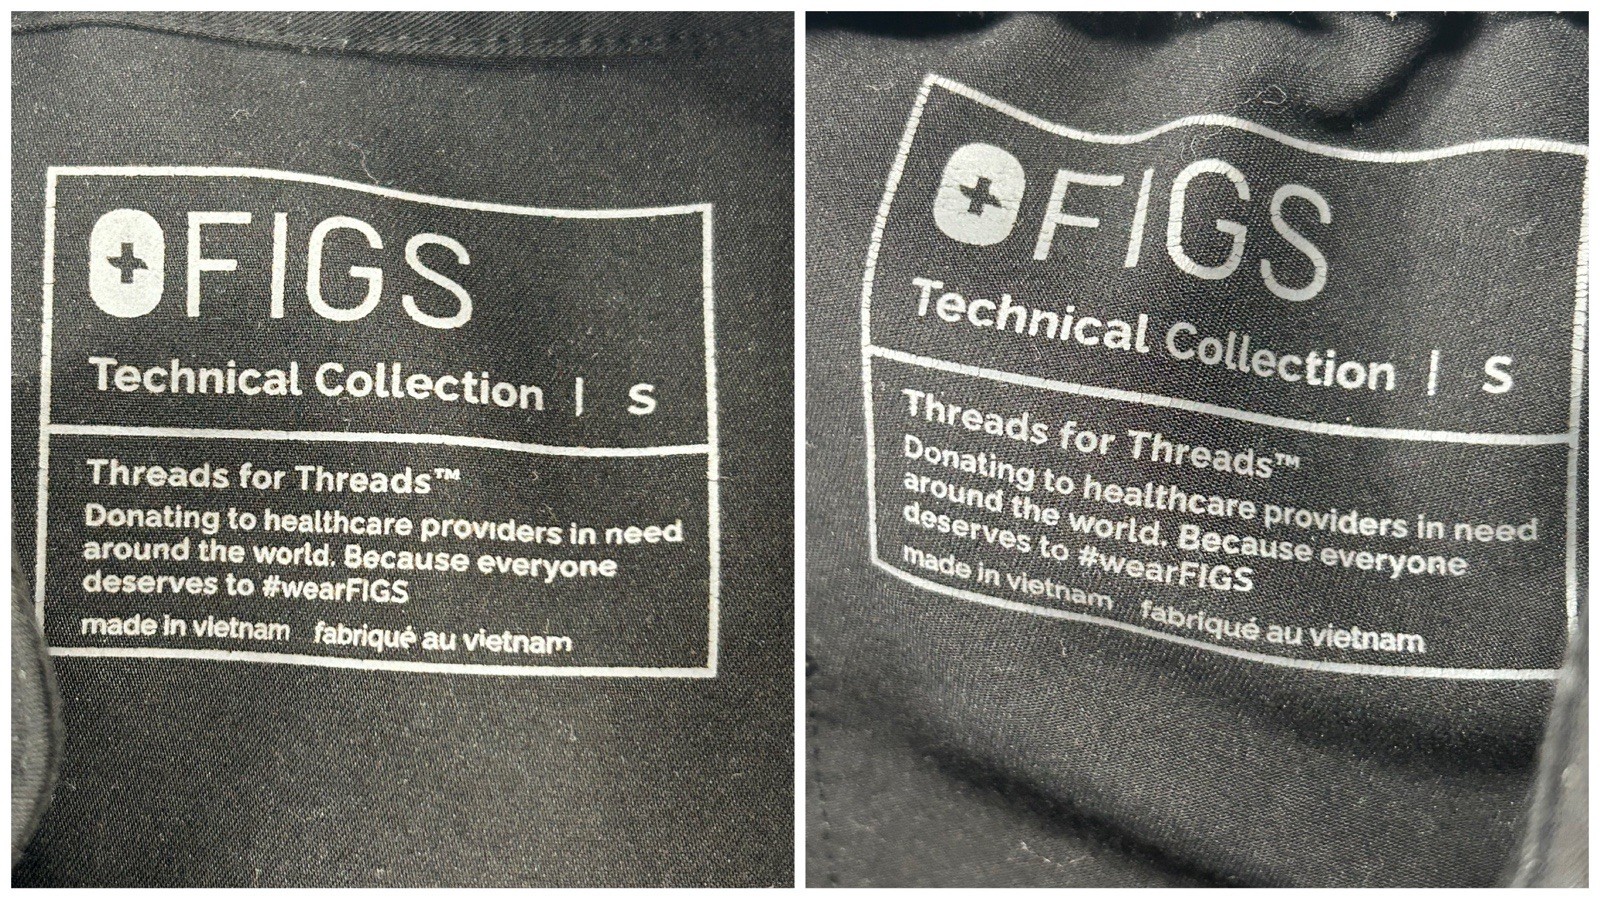 FIGS
Technical Collection | S
Threads for Threads™
Donating to healthcare providers in need
around the world. Because everyone
deserves to #wearFIGS
made in vietnam fabriqué au vietnam
FIGS
Technical Collection | S
Threads for Threads™
Donating to healthcare providers in need
around the world. Because everyone
deserves to #wearFIGS
made in vietnam fabriqué au vietnam